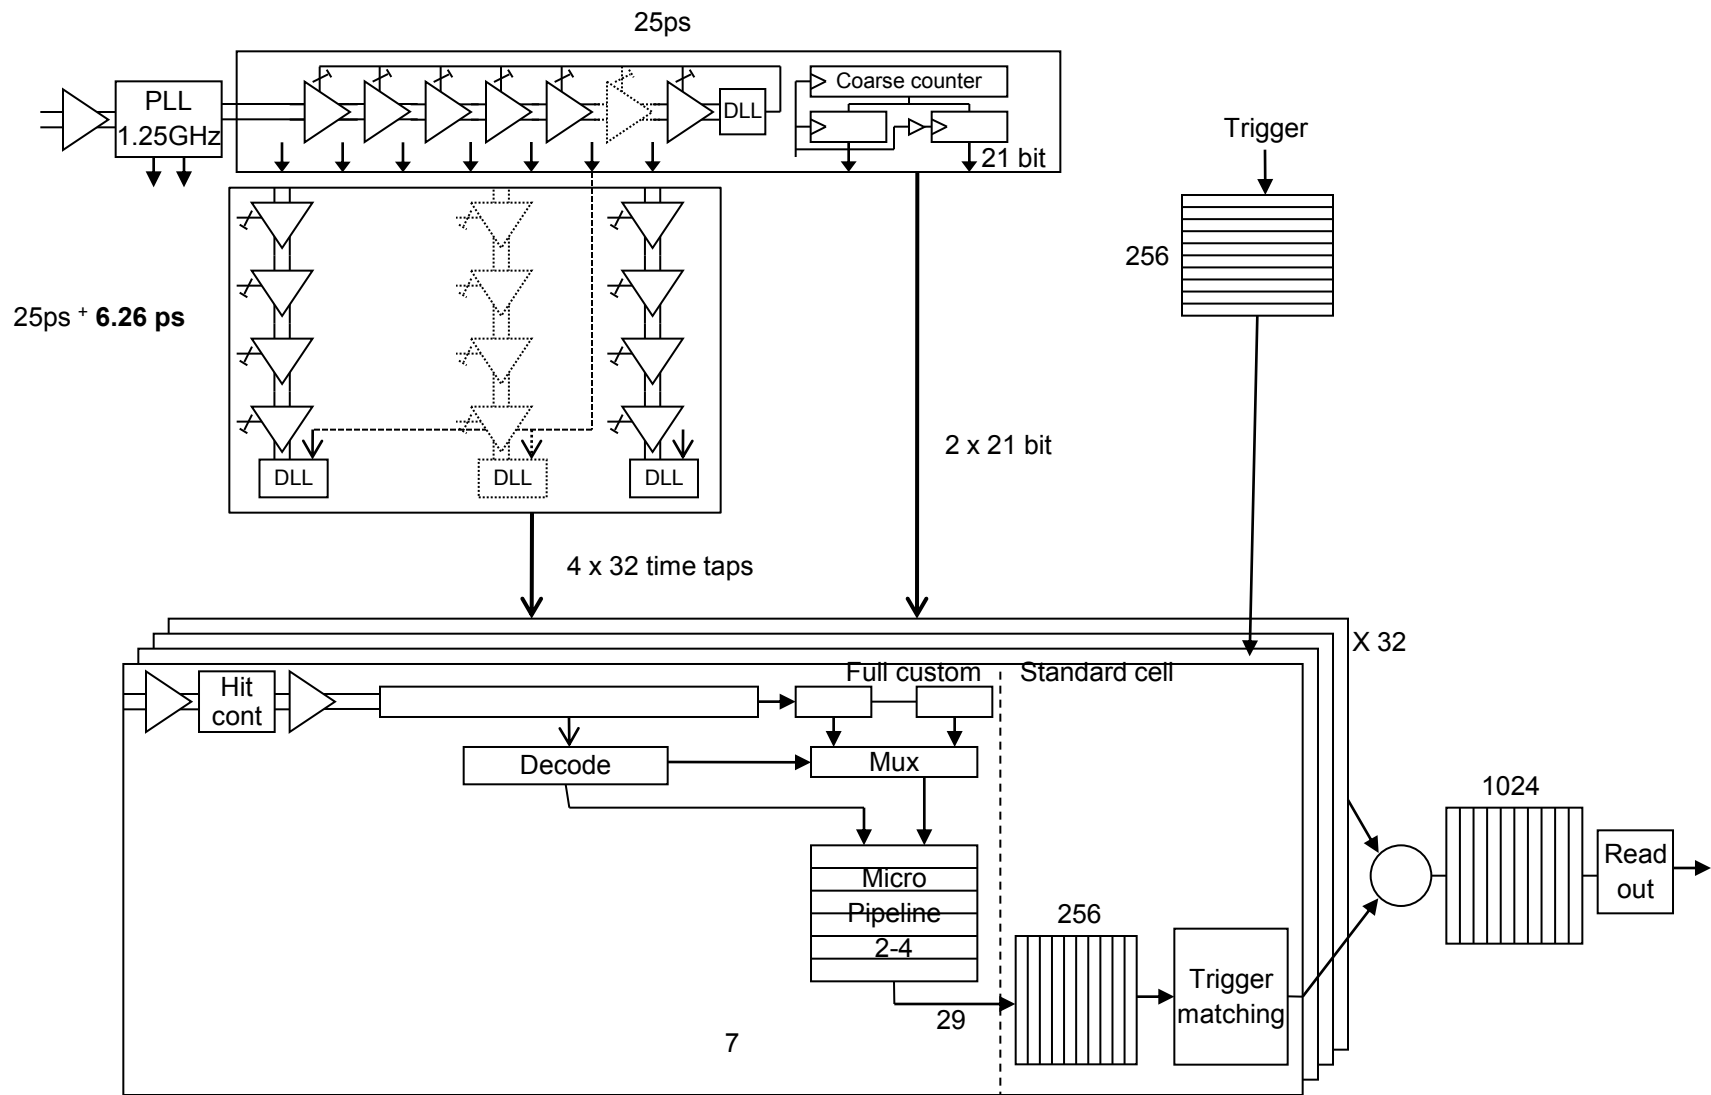 25ps
PLL
1.25GHz
DLL
Coarse counter
21 bit
Trigger
256
25ps + 6.26 ps
DLL
DLL
DLL
2 x 21 bit
4 x 32 time taps
X 32
Hit
cont
Full custom
Standard cell
Decode
Mux
1024
Micro
Pipeline
2-4
Read
out
256
Trigger
matching
29
7